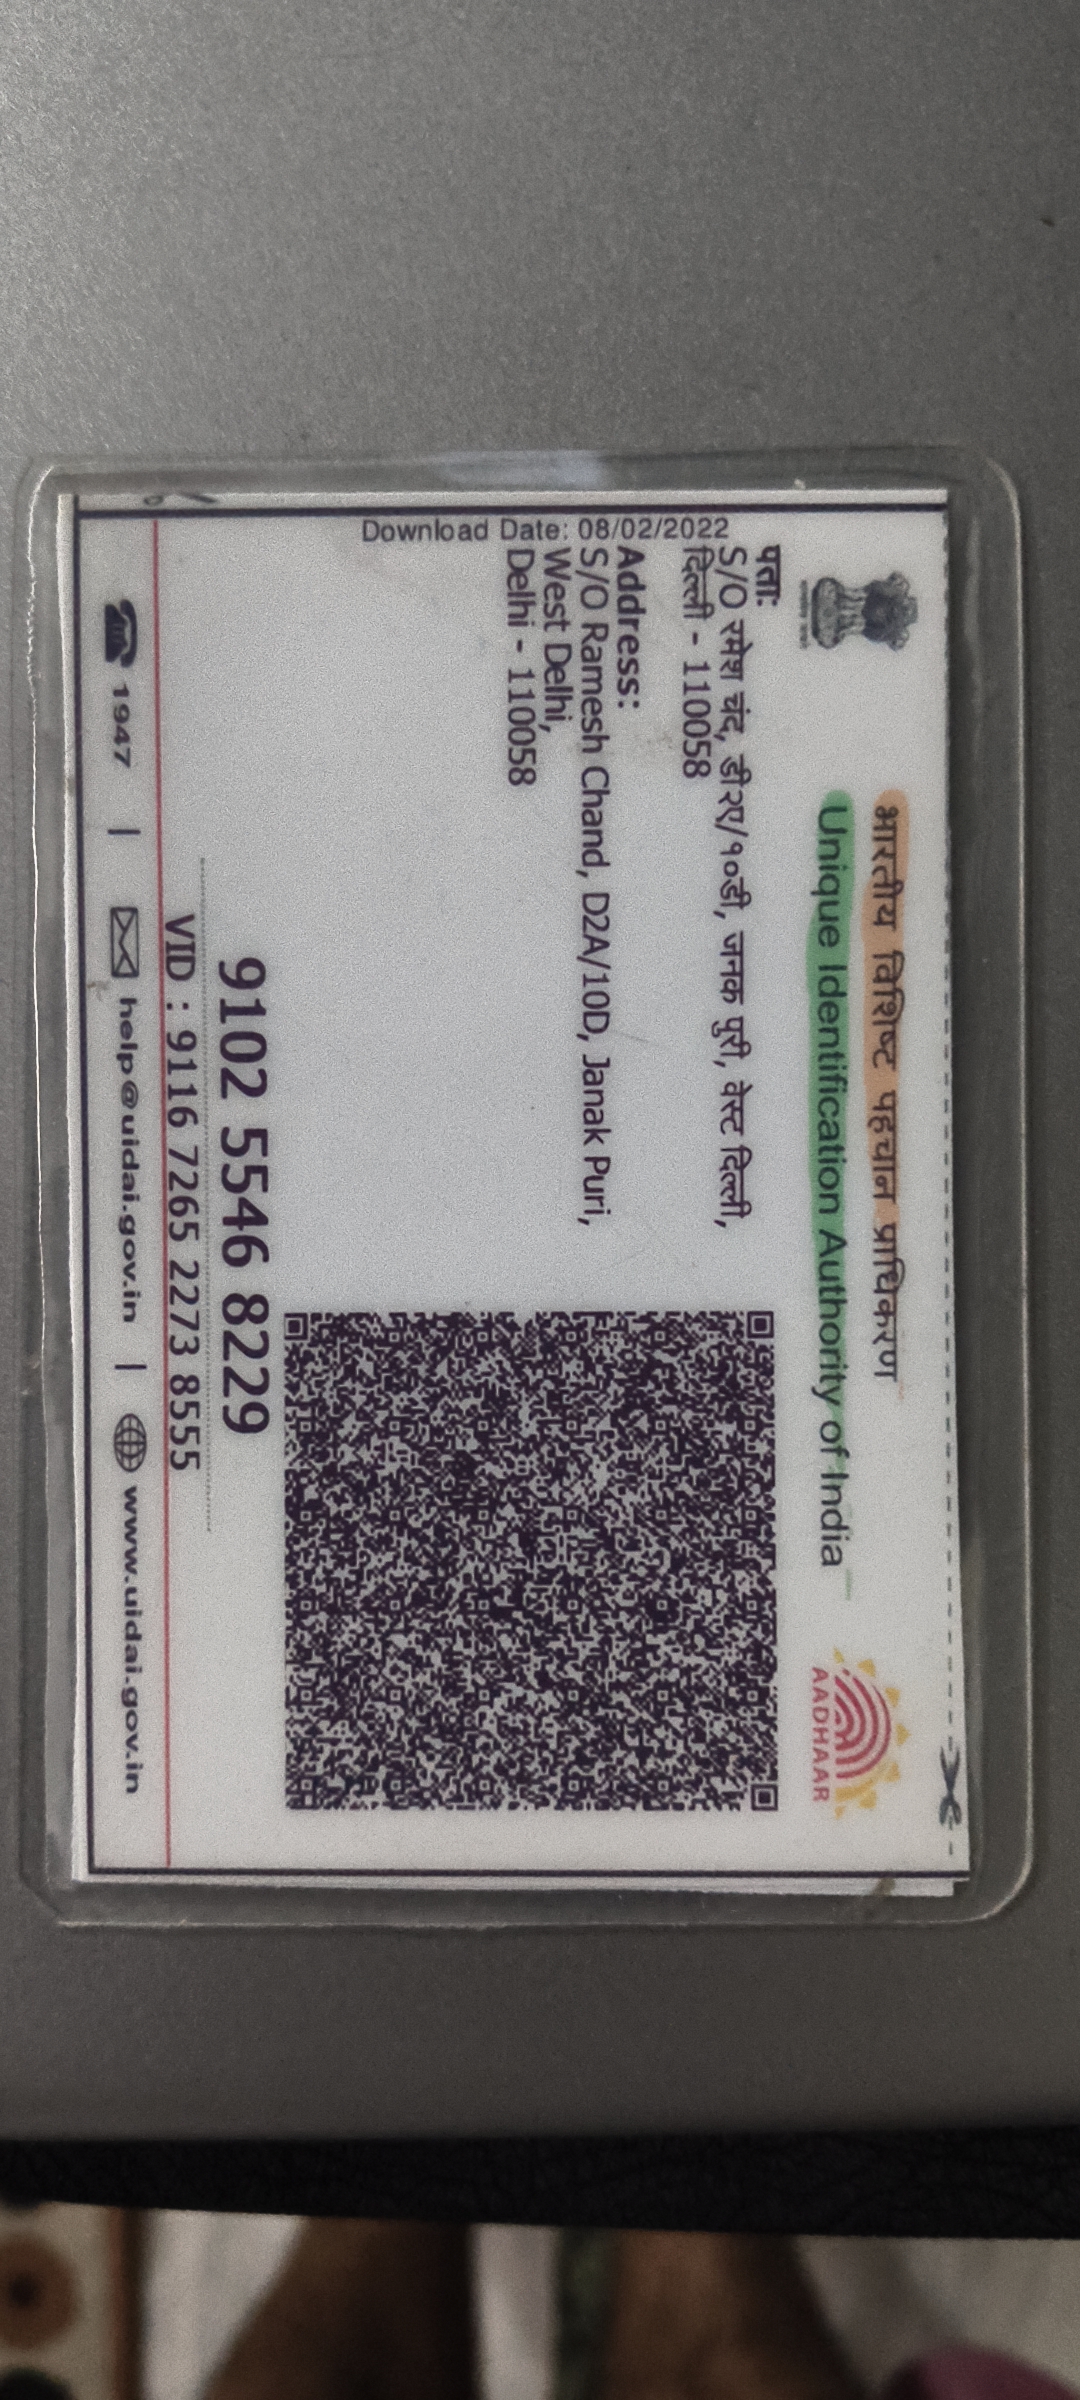 भारतीय विशिष्ट पहचान प्राधिकरण
Unique Identification Authority of India
AADHAAR
Download Date: 08/02/2022
पता:
S/O रमेश चंद, डी२ए/१०डी, जनक पुरी, वेस्ट दिल्ली,
दिल्ली - 110058
Address:
S/O Ramesh Chand, D2A/10D, Janak Puri,
West Delhi,
Delhi - 110058
9102 5546 8229
VID : 9116 7265 2273 8555
1947 | help@uidai.gov.in | www.uidai.gov.in